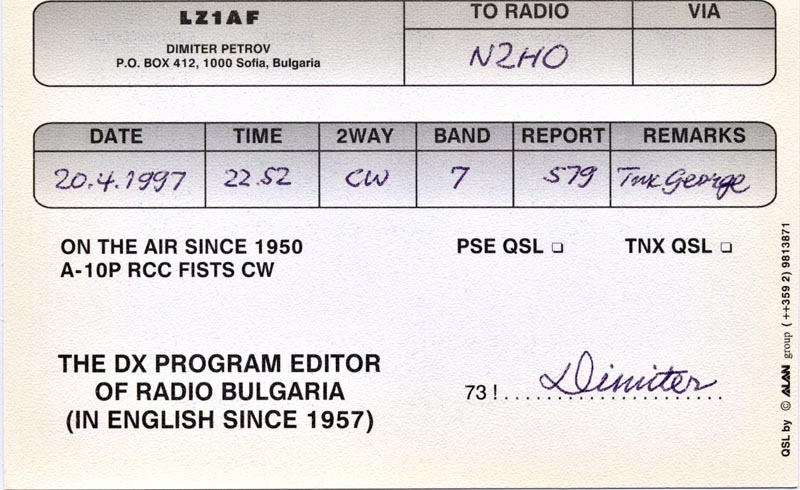 LZ1AF
DIMITER PETROV
P.O. BOX 412, 1000 Sofia, Bulgaria
TO RADIO
N2HO
VIA
DATE TIME 2WAY BAND REPORT REMARKS
20.4.1997 22.52 CW 7 579 Tnx George
ON THE AIR SINCE 1950
A-10P RCC FISTS CW
PSE QSL
TNX QSL
THE DX PROGRAM EDITOR
OF RADIO BULGARIA
(IN ENGLISH SINCE 1957)
73 ! Dimiter
QSL by © ALAN group (++359 2) 9813871